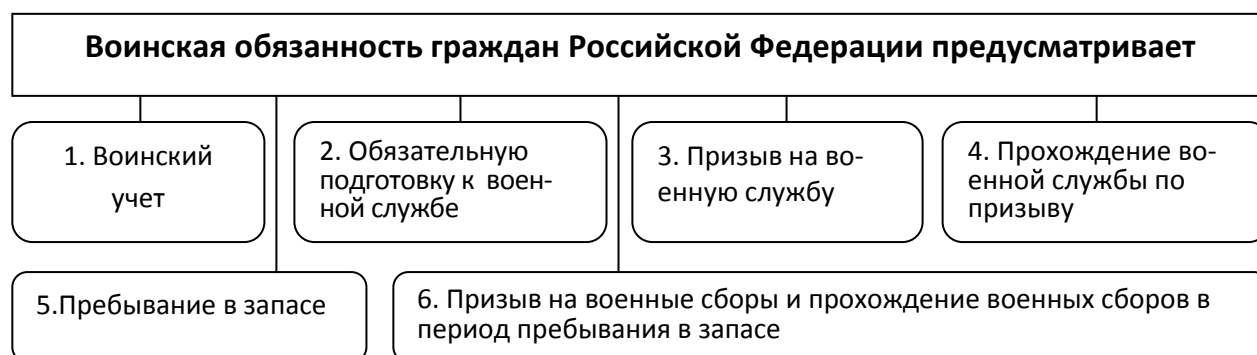 Воинская обязанность граждан Российской Федерации предусматривает
1. Воинский
учет
2. Обязательную
подготовку к воен-
ной службе
3. Призыв на во-
енную службу
4. Прохождение во-
енной службы по
призыву
5.Пребывание в запасе
6. Призыв на военные сборы и прохождение военных сборов в
период пребывания в запасе